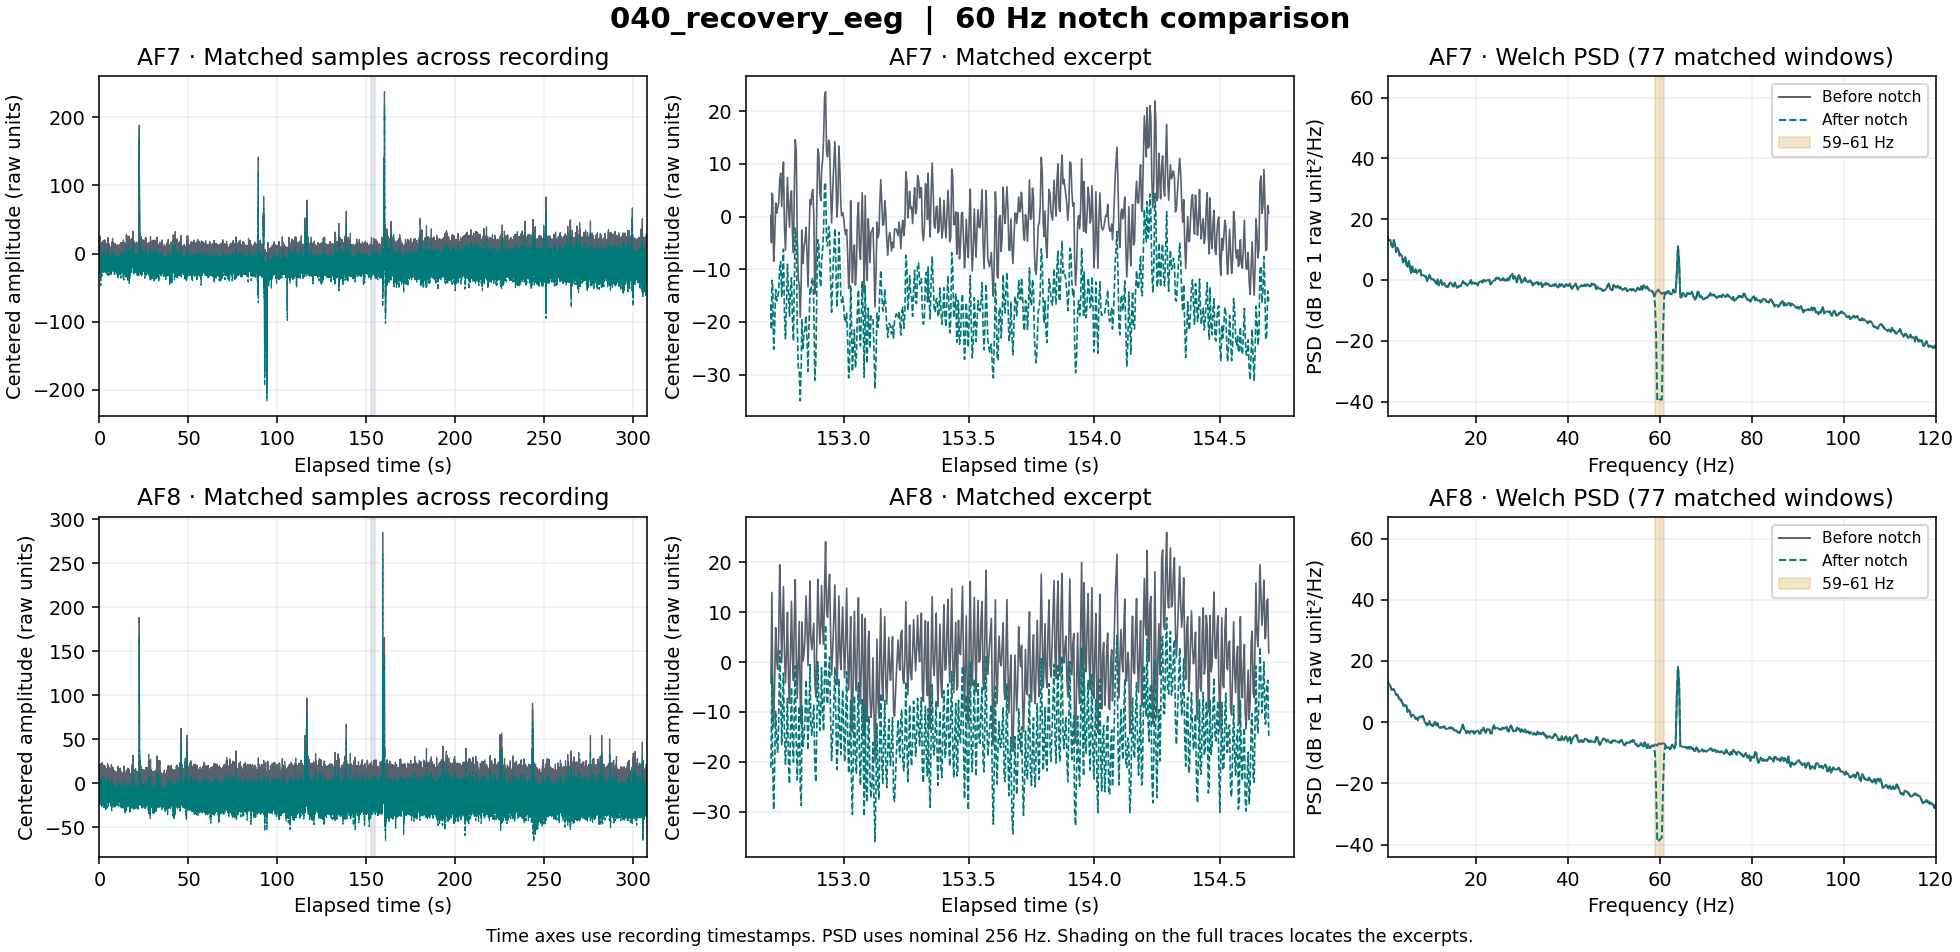 040_recovery_eeg | 60 Hz notch comparison
AF7 · Matched samples across recording
Centered amplitude (raw units)
200
100
0
−100
−200
0 50 100 150 200 250 300
Elapsed time (s)
AF7 · Matched excerpt
Centered amplitude (raw units)
20
10
0
−10
−20
−30
153.0 153.5 154.0 154.5
Elapsed time (s)
AF7 · Welch PSD (77 matched windows)
PSD (dB re 1 raw unit²/Hz)
60
40
20
0
−20
−40
20 40 60 80 100 120
Frequency (Hz)
Before notch
After notch
59–61 Hz
AF8 · Matched samples across recording
Centered amplitude (raw units)
300
250
200
150
100
50
0
−50
0 50 100 150 200 250 300
Elapsed time (s)
AF8 · Matched excerpt
Centered amplitude (raw units)
20
10
0
−10
−20
−30
153.0 153.5 154.0 154.5
Elapsed time (s)
AF8 · Welch PSD (77 matched windows)
PSD (dB re 1 raw unit²/Hz)
60
40
20
0
−20
−40
20 40 60 80 100 120
Frequency (Hz)
Before notch
After notch
59–61 Hz
Time axes use recording timestamps. PSD uses nominal 256 Hz. Shading on the full traces locates the excerpts.